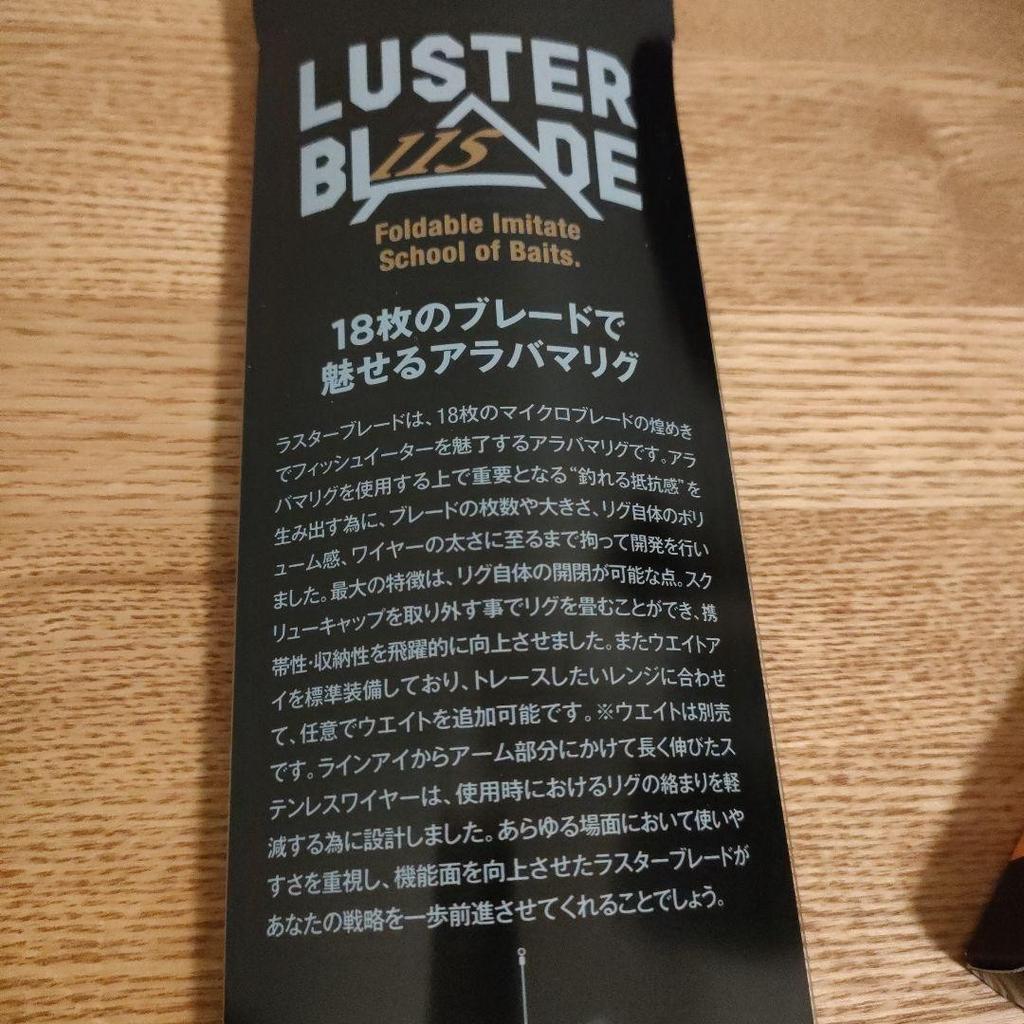 LUSTER
BLADE
115
Foldable Imitate
School of Baits.
18枚のブレードで
魅せるアラバマリグ
ラスターブレードは、18枚のマイクロブレードの煌めき
でフィッシュイーターを魅了するアラバマリグです。アラ
バマリグを使用する上で重要となる“釣れる抵抗感”を
生み出す為に、ブレードの枚数や大きさ、リグ自体のボリ
ューム感、ワイヤーの太さに至るまで拘って開発を行い
ました。最大の特徴は、リグ自体の開閉が可能な点。スク
リューキャップを取り外す事でリグを畳むことができ、携
帯性・収納性を飛躍的に向上させました。またウエイトア
イを標準装備しており、トレースしたいレンジに合わせ
て、任意でウエイトを追加可能です。※ウエイトは別売
です。ラインアイからアーム部分にかけて長く伸びたス
テンレスワイヤーは、使用時におけるリグの絡まりを軽
減する為に設計しました。あらゆる場面において使いや
すさを重視し、機能面を向上させたラスターブレードが
あなたの戦略を一歩前進させてくれることでしょう。